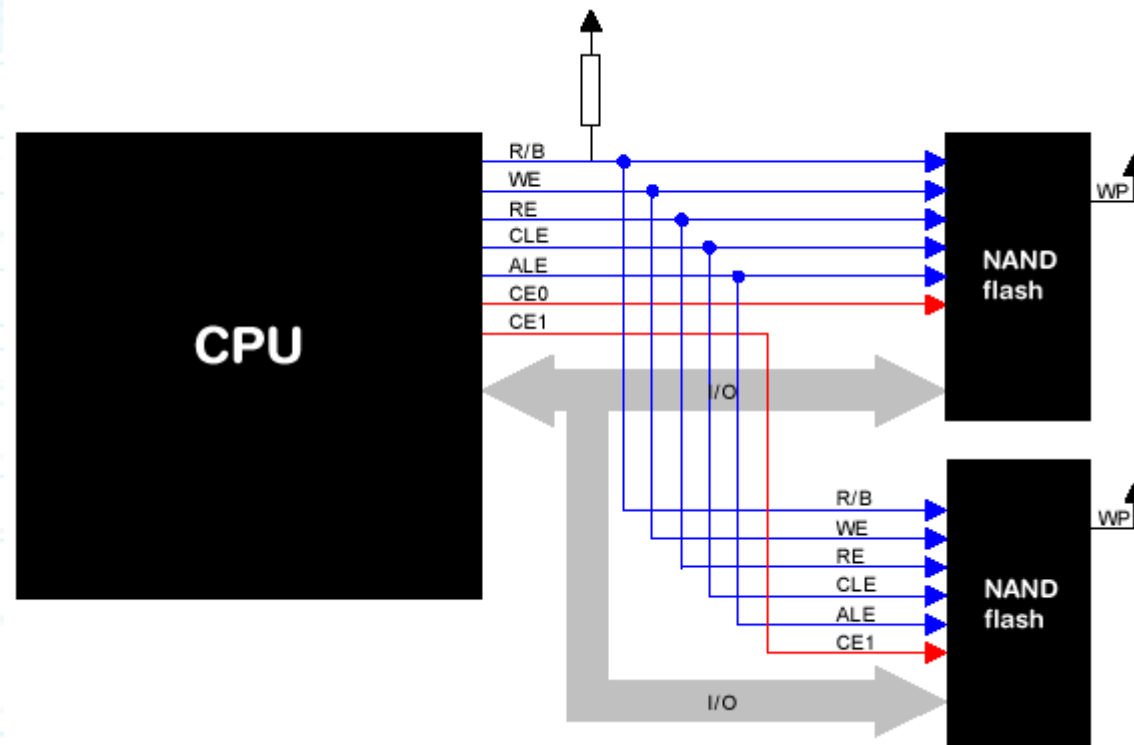 R/B
WE
RE
CLE
ALE
CE0
CE1
CPU
I/O
NAND
flash
WP
R/B
WE
RE
CLE
ALE
CE1
I/O
NAND
flash
WP